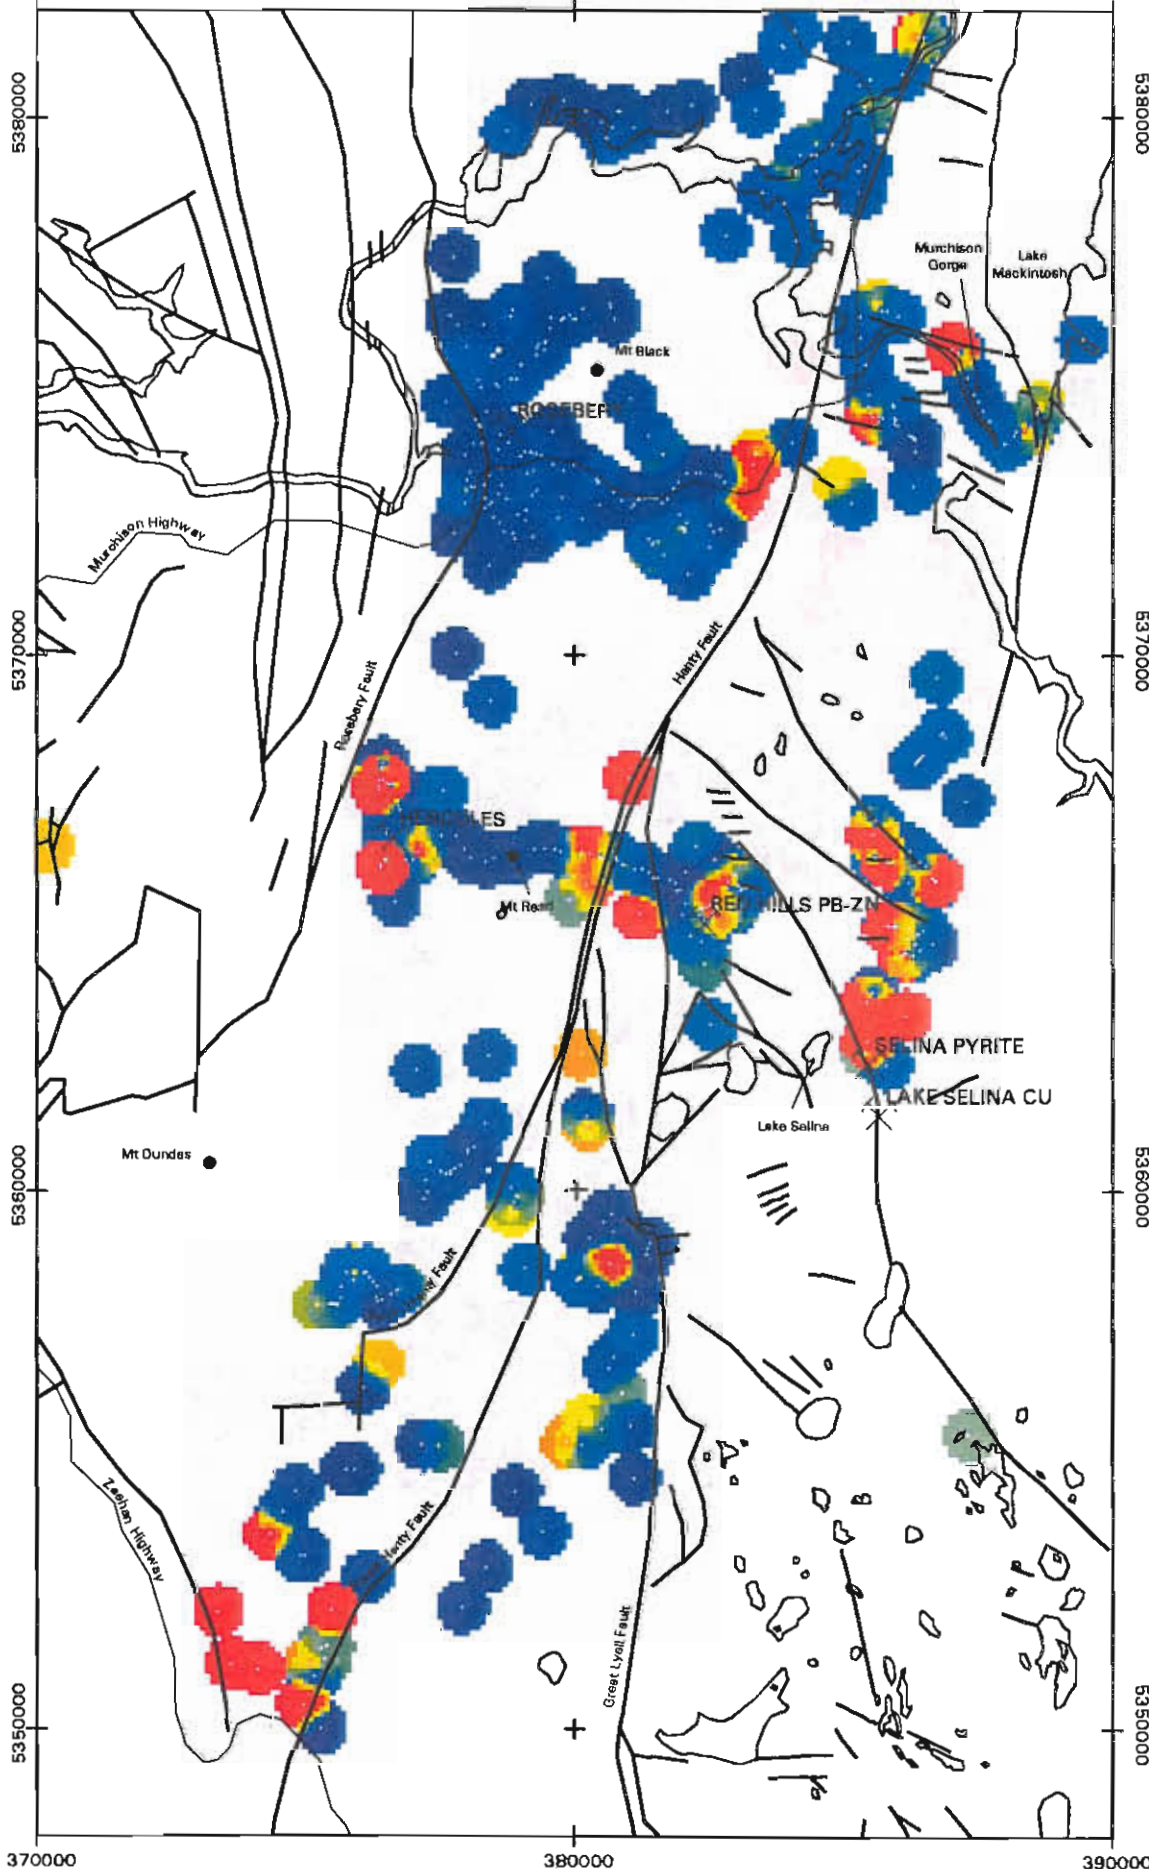 5380000
5380000
Murchison
Gorge
Lake
Mackintosh
Mt Black
ROSEBERY
Murchison Highway
5370000
5370000
Henty Fault
Rosebery Fault
HERCULES
Mt Read
RED HILLS PB-ZN
SELINA PYRITE
LAKE SELINA CU
Lake Selina
Mt Dundas
5360000
5360000
Fault
Zeehan Highway
Henty Fault
Great Lyell Fault
5350000
5350000
370000
380000
390000